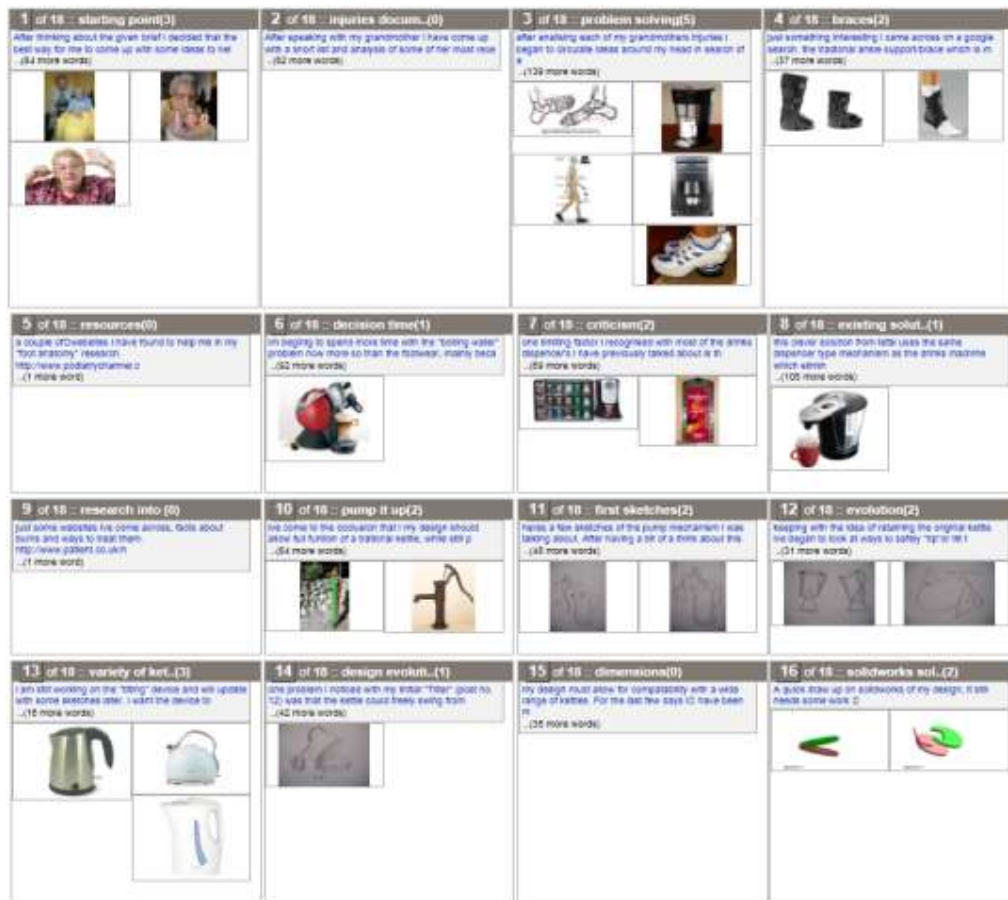 1 of 18 :: starting point(3)
After thinking about the given brief I decided that the
best way for me to come up with some ideas to hel
...(84 more words)
2 of 18 :: injuries docum..(0)
After speaking with my grandmother I have come up
with a short list and analysis of some of her most rece
...(62 more words)
3 of 18 :: problem solving(5)
after analising each of my grandmothers injuries I
began to circulate ideas around my head in search of
a
...(139 more words)
4 of 18 :: braces(2)
just something interesting I came across on a google
search. the tradional ankle support/brace which is m
...(37 more words)
5 of 18 :: resources(0)
a couple of websites I have found to help me in my
"foot anatomy" research.
http://www.podiatrychannel.c
...(1 more word)
6 of 18 :: decision time(1)
im begiing to spend more time with the "boiling water"
problem now more so than the footwear, mainly beca
...(92 more words)
7 of 18 :: criticism(2)
one limiting factor I recognised with most of the drinks
dispencers I have previously talked about is th
...(69 more words)
8 of 18 :: existing solut..(1)
this clever solution from tefal uses the same
dispenser type mechanism as the drinks machine
which
...(105 more words)
9 of 18 :: research into (0)
just some websites ive come across, facts about
burns and ways to treat them.
http://www.patient.co.uk/h
...(1 more word)
10 of 18 :: pump it up(2)
ive come to the that my design should
allow full funtion of a tradional kettle, while still p
...(64 more words)
11 of 18 :: first sketches(2)
heres a few sketches of the pump mechanism I was
talking about. After having a bit of a think about this
...(48 more words)
12 of 18 :: evolution(2)
keeping with the idea of retaining the original kettle
ive began to look at ways to safley "tip"or tilt t
...(31 more words)
13 of 18 :: variety of ket..(3)
I am still working on the "tilting" device and will update
with some sketches later. I want the device to
...(16 more words)
14 of 18 :: design evoluti..(1)
one problem I noticed with my initial "Tilter" (post no.
12) was that the kettle could freely swing from
...(42 more words)
15 of 18 :: dimensions(0)
my design must allow for compatability with a wide
range of kettles. For the last few days I have been
m
...(35 more words)
16 of 18 :: solidworks sol..(2)
A quick draw up on solidworks of my design, it still
needs some work :)